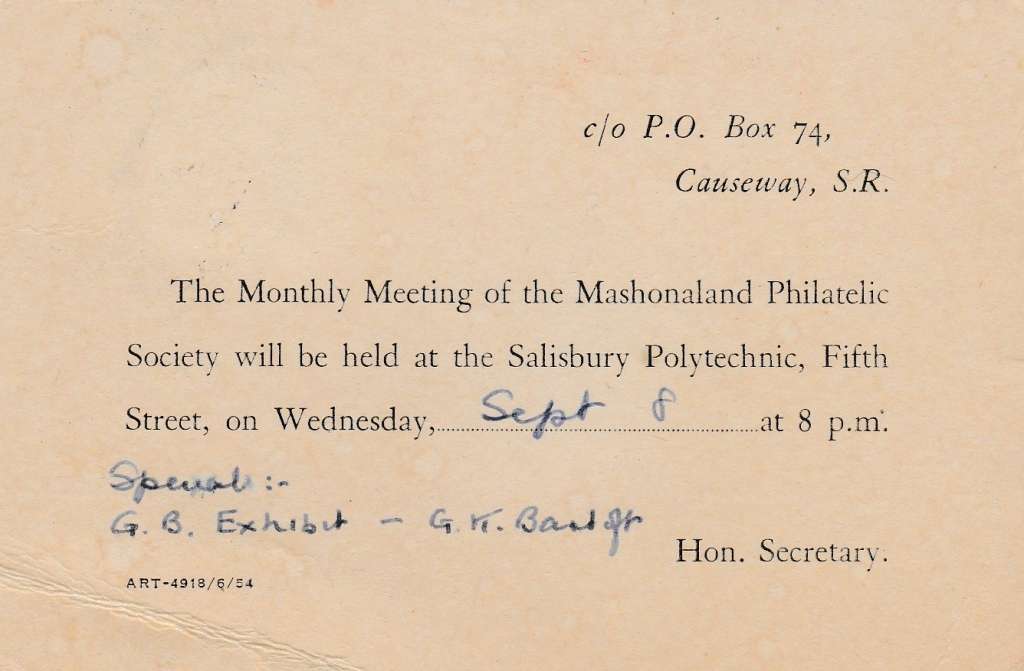 c/o P.O. Box 74,
Causeway, S.R.
The Monthly Meeting of the Mashonaland Philatelic
Society will be held at the Salisbury Polytechnic, Fifth
Street, on Wednesday, Sept 8 at 8 p.m.
Special:-
G. B. Exhibit - G. K.
Hon. Secretary.
ART-4918/6/54